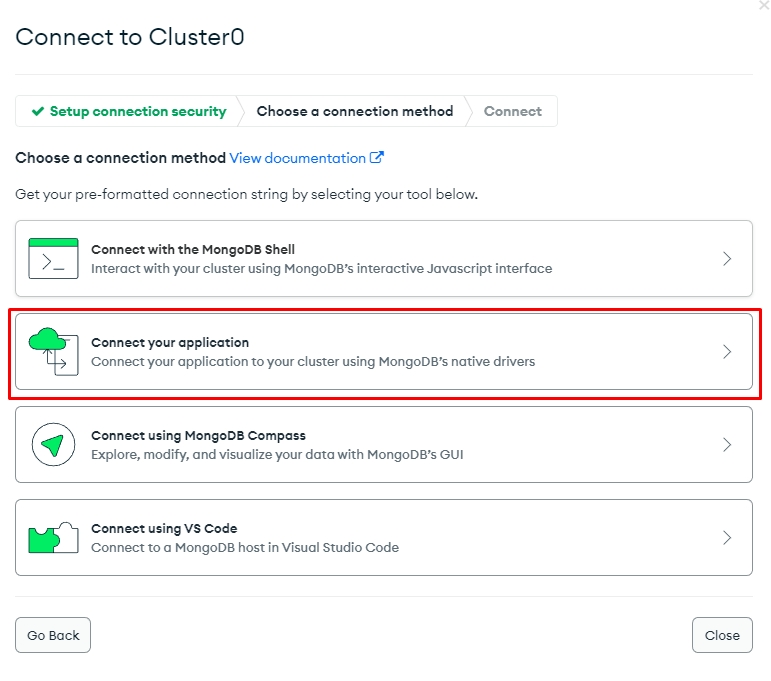 Connect to Cluster0
Setup connection security
Choose a connection method
Connect
Choose a connection method View documentation
Get your pre-formatted connection string by selecting your tool below.
Connect with the MongoDB Shell
Interact with your cluster using MongoDB's interactive Javascript interface
Connect your application
Connect your application to your cluster using MongoDB's native drivers
Connect using MongoDB Compass
Explore, modify, and visualize your data with MongoDB's GUI
Connect using VS Code
Connect to a MongoDB host in Visual Studio Code
Go Back
Close